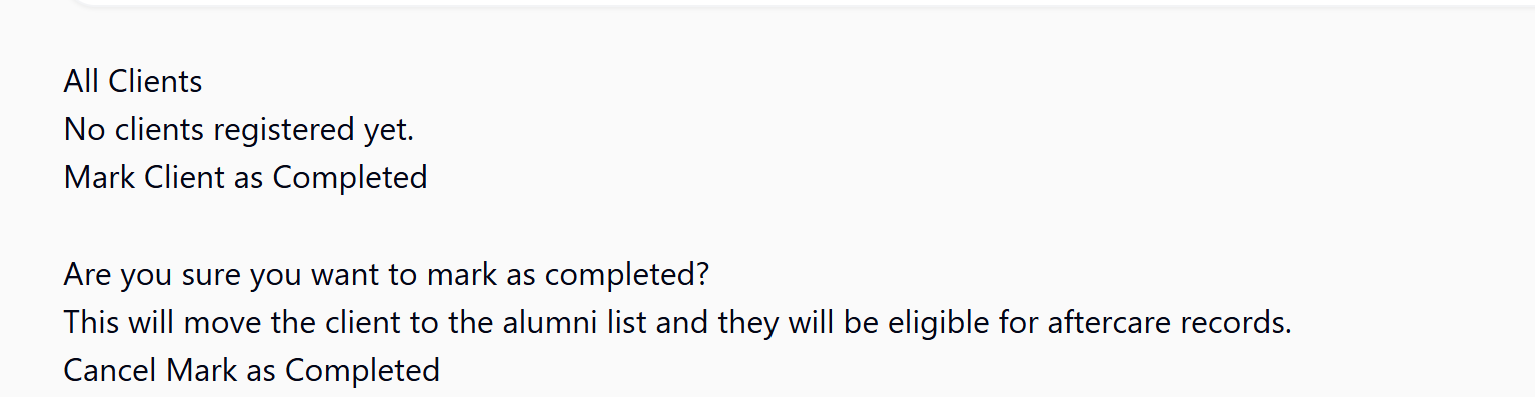 All Clients
No clients registered yet.
Mark Client as Completed
Are you sure you want to mark as completed?
This will move the client to the alumni list and they will be eligible for aftercare records.
Cancel Mark as Completed